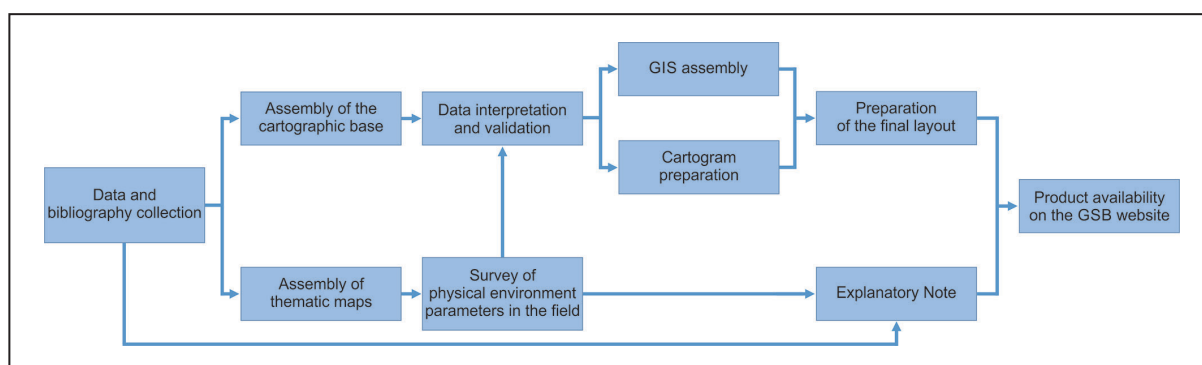 GIS assembly
Assembly of the
cartographic base
Data interpretation
and validation
Preparation
of the final layout
Cartogram
preparation
Data and
bibliography collection
Product availability
on the GSB website
Assembly of
thematic maps
Survey of
physical environment
parameters in the field
Explanatory Note